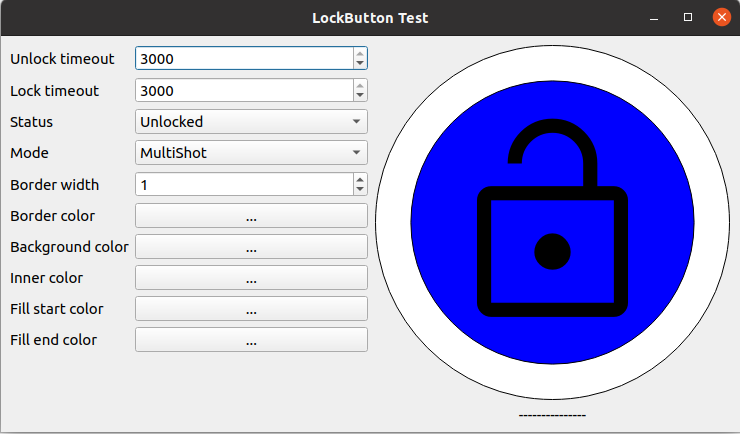 LockButton Test
Unlock timeout 3000
Lock timeout 3000
Status Unlocked
Mode MultiShot
Border width 1
Border color ...
Background color ...
Inner color ...
Fill start color ...
Fill end color ...
---------------